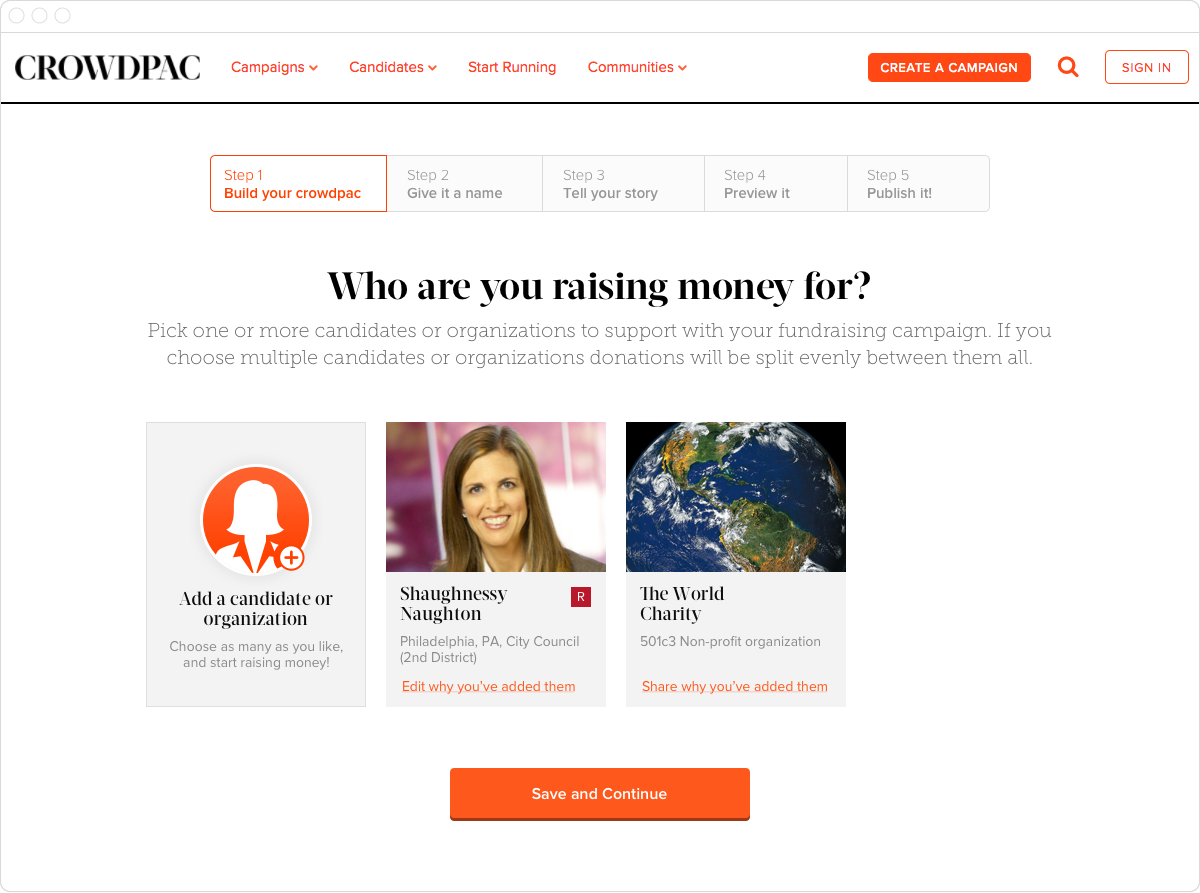 CROWDPAC
Campaigns
Candidates
Start Running
Communities
CREATE A CAMPAIGN
SIGN IN
Step 1
Build your crowdpac
Step 2
Give it a name
Step 3
Tell your story
Step 4
Preview it
Step 5
Publish it!
Who are you raising money for?
Pick one or more candidates or organizations to support with your fundraising campaign. If you
choose multiple candidates or organizations donations will be split evenly between them all.
Add a candidate or
organization
Choose as many as you like,
and start raising money!
Shaughnessy
Naughton
R
Philadelphia, PA, City Council
(2nd District)
Edit why you've added them
The World
Charity
501c3 Non-profit organization
Share why you've added them
Save and Continue